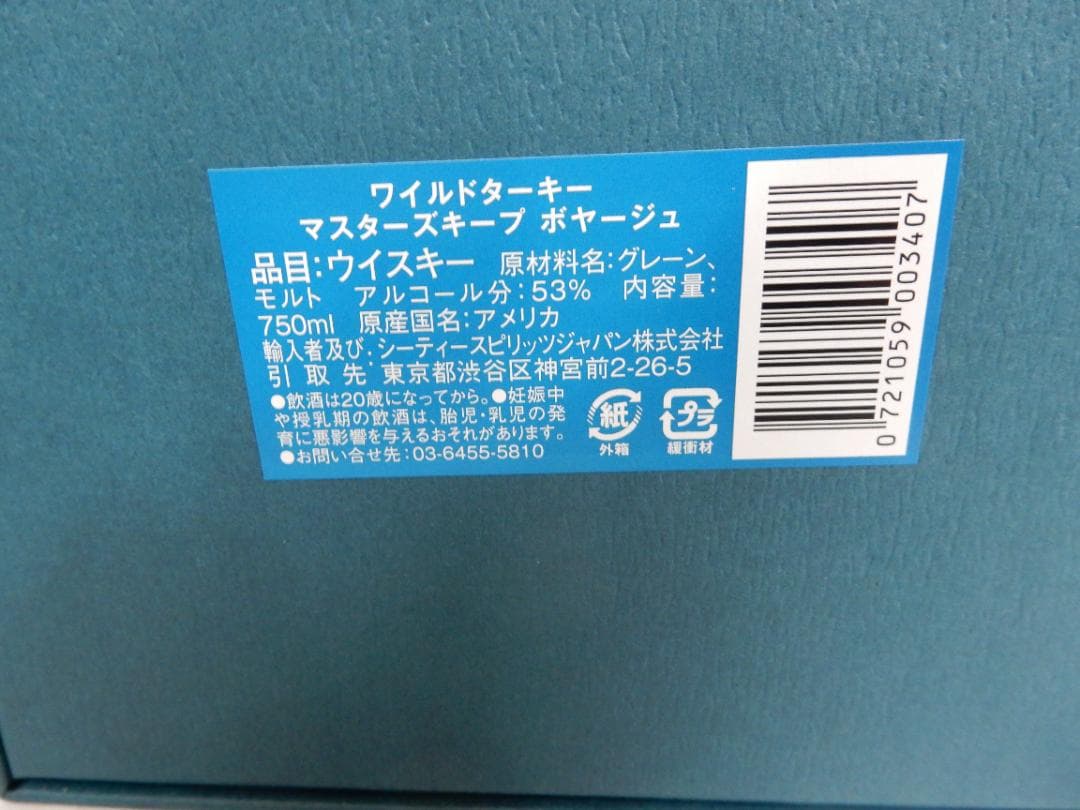 ワイルドターキー
マスターズキープ ボヤージュ
品目:ウイスキー 原材料名:グレーン、
モルト アルコール分:53% 内容量:
750ml 原産国名:アメリカ
輸入者及び.シーティースピリッツジャパン株式会社
引取先:東京都渋谷区神宮前2-26-5
●飲酒は20歳になってから。●妊娠中
や授乳期の飲酒は、胎児・乳児の発
育に悪影響を与えるおそれがあります。
●お問い合せ先:03-6455-5810
紙
外箱
プラ
緩衝材
0 721059 003407